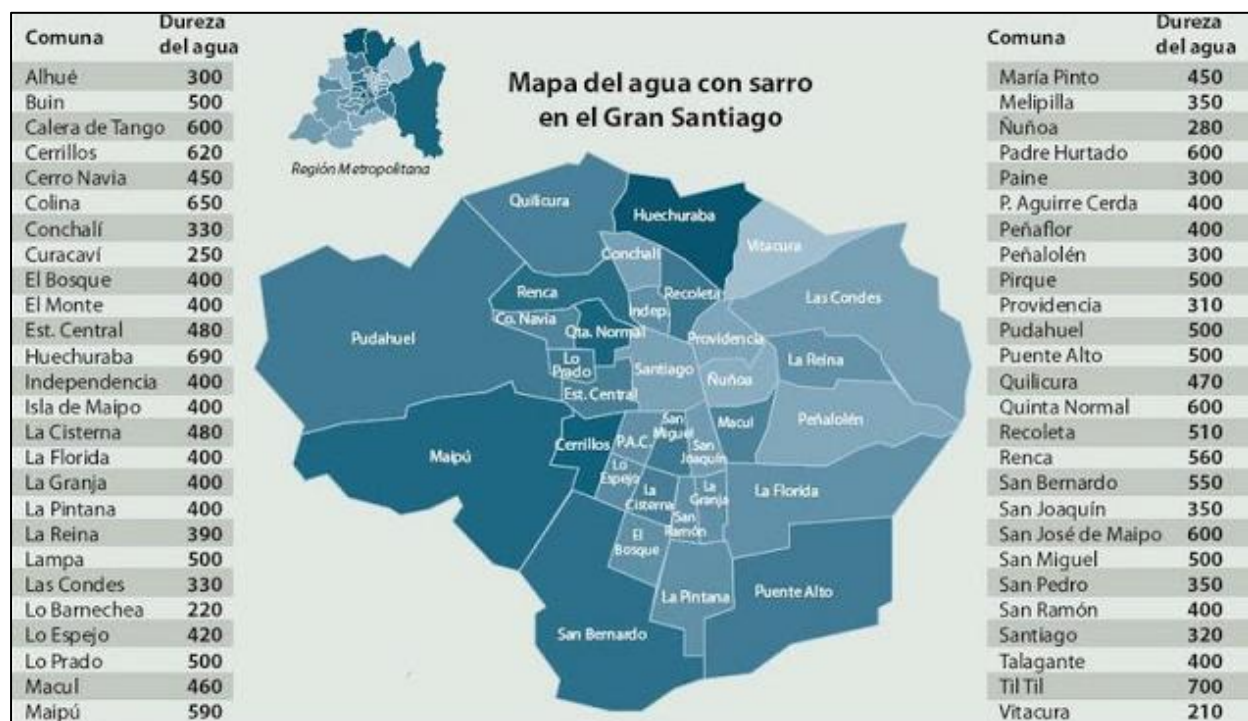 Comuna Dureza del agua
Alhué 300
Buin 500
Calera de Tango 600
Cerrillos 620
Cerro Navia 450
Colina 650
Conchalí 330
Curacaví 250
El Bosque 400
El Monte 400
Est. Central 480
Huechuraba 690
Independencia 400
Isla de Maipo 400
La Cisterna 480
La Florida 400
La Granja 400
La Pintana 400
La Reina 390
Lampa 500
Las Condes 330
Lo Barnechea 220
Lo Espejo 420
Lo Prado 500
Macul 460
Maipú 590
Región Metropolitana
Mapa del agua con sarro
en el Gran Santiago
Quilicura
Huechuraba
Vitacura
Conchalí
Renca
Recoleta
Las Condes
Indep.
Co. Navia
Qta. Normal
Pudahuel
Providencia
Lo
Prado
La Reina
Santiago
Ñuñoa
Est. Central
Peñalolén
San
Miguel
Macul
Cerrillos
P.A.C.
San
Joaquín
Maipú
Lo
Espejo
La
Cisterna
La
Granja
La Florida
San
Ramón
El
Bosque
La Pintana
Puente Alto
San Bernardo
Comuna Dureza del agua
María Pinto 450
Melipilla 350
Ñuñoa 280
Padre Hurtado 600
Paine 300
P. Aguirre Cerda 400
Peñaflor 400
Peñalolén 300
Pirque 500
Providencia 310
Pudahuel 500
Puente Alto 500
Quilicura 470
Quinta Normal 600
Recoleta 510
Renca 560
San Bernardo 550
San Joaquín 350
San José de Maipo 600
San Miguel 500
San Pedro 350
San Ramón 400
Santiago 320
Talagante 400
Til Til 700
Vitacura 210